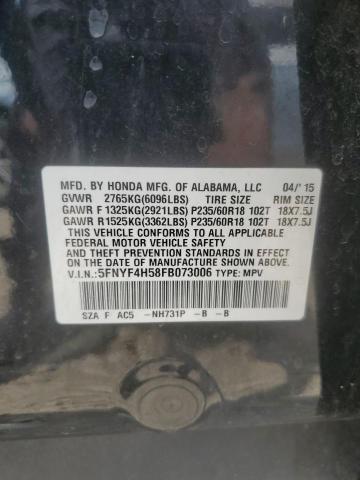 MFD. BY HONDA MFG. OF ALABAMA, LLC 04/'15
GVWR 2765KG(6096LBS) TIRE SIZE RIM SIZE
GAWR F 1325KG(2921LBS) P235/60R18 102T 18X7.5J
GAWR R 1525KG(3362LBS) P235/60R18 102T 18X7.5J
THIS VEHICLE CONFORMS TO ALL APPLICABLE
FEDERAL MOTOR VEHICLE SAFETY AND
THEFT PREVENTION STANDARDS IN EFFECT ON THE
DATE OF MANUFACTURE SHOWN ABOVE.
V.I.N.: 5FNYF4H58FB073006 TYPE: MPV
SZA F AC5 -NH731P -B -B